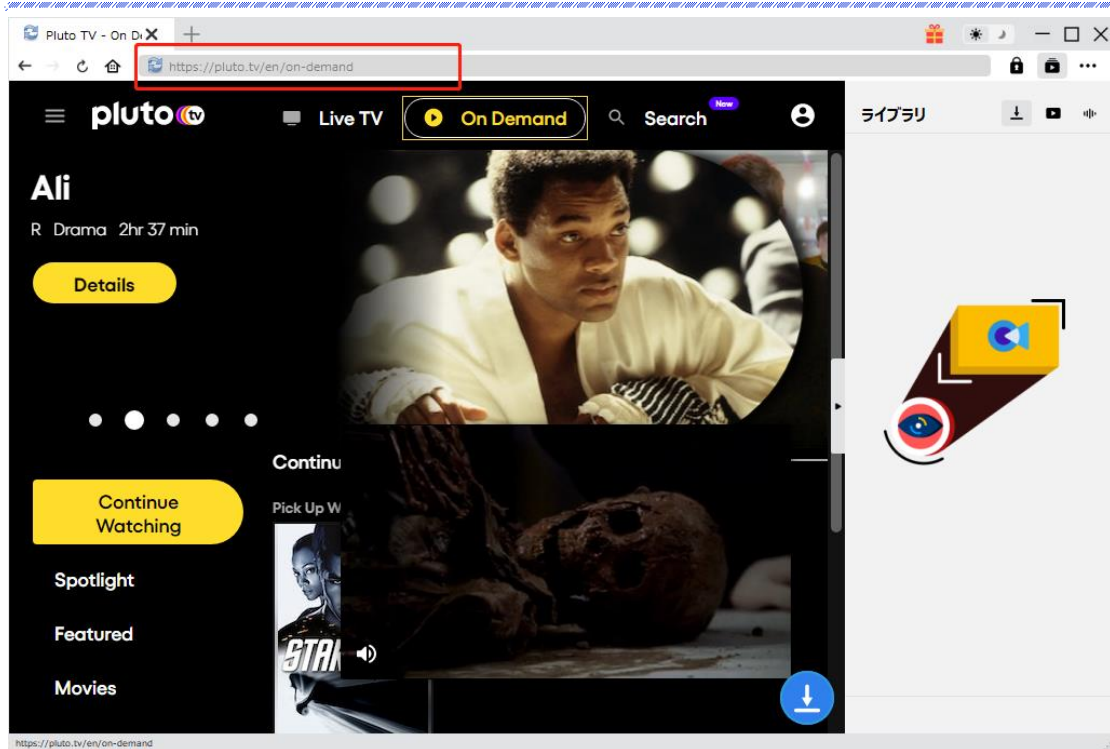 Pluto TV - On D
https://pluto.tv/en/on-demand
pluto tv
Live TV
On Demand
Search
New
ライブラリ
Ali
R Drama 2hr 37 min
Details
Continu
Pick Up W
Continue
Watching
Spotlight
Featured
Movies
STAR
https://pluto.tv/en/on-demand